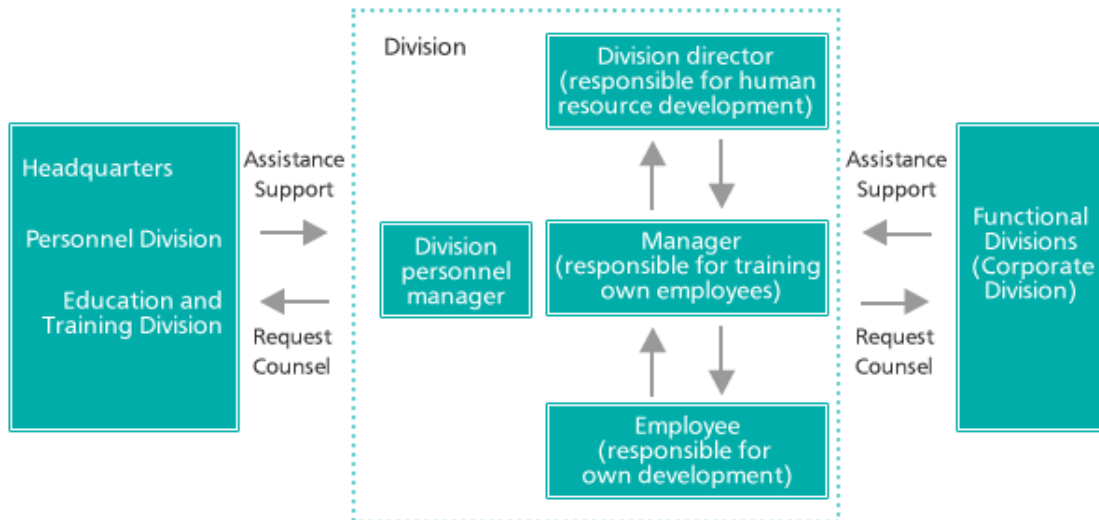 Division
Division director
(responsible for human
resource development)
Headquarters
Personnel Division
Education and
Training Division
Assistance
Support
Request
Counsel
Division
personnel
manager
Manager
(responsible for training
own employees)
Employee
(responsible for
own development)
Assistance
Support
Request
Counsel
Functional
Divisions
(Corporate
Division)